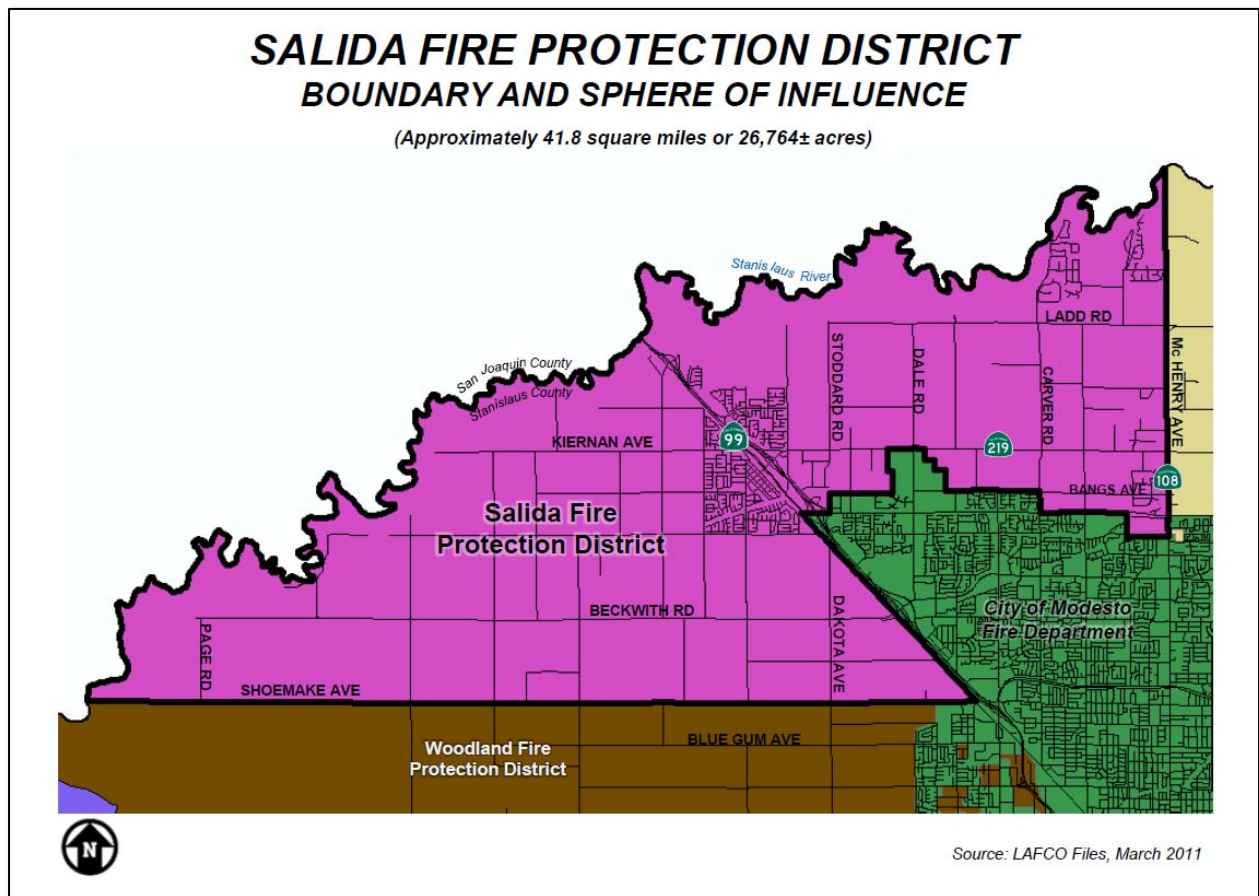 SALIDA FIRE PROTECTION DISTRICT
BOUNDARY AND SPHERE OF INFLUENCE
(Approximately 41.8 square miles or 26,764± acres)
Stanislaus River
LADD RD
San Joaquin County
Stanislaus County
STODDARD RD
DALE RD
CARVER RD
Mc HENRY AVE
KIERNAN AVE
CALIFORNIA
99
CALIFORNIA
219
CALIFORNIA
108
BANGS AVE
Salida Fire
Protection District
BECKWITH RD
DAKOTA AVE
City of Modesto
Fire Department
PAGE RD
SHOEMAKE AVE
BLUE GUM AVE
Woodland Fire
Protection District
N
Source: LAFCO Files, March 2011